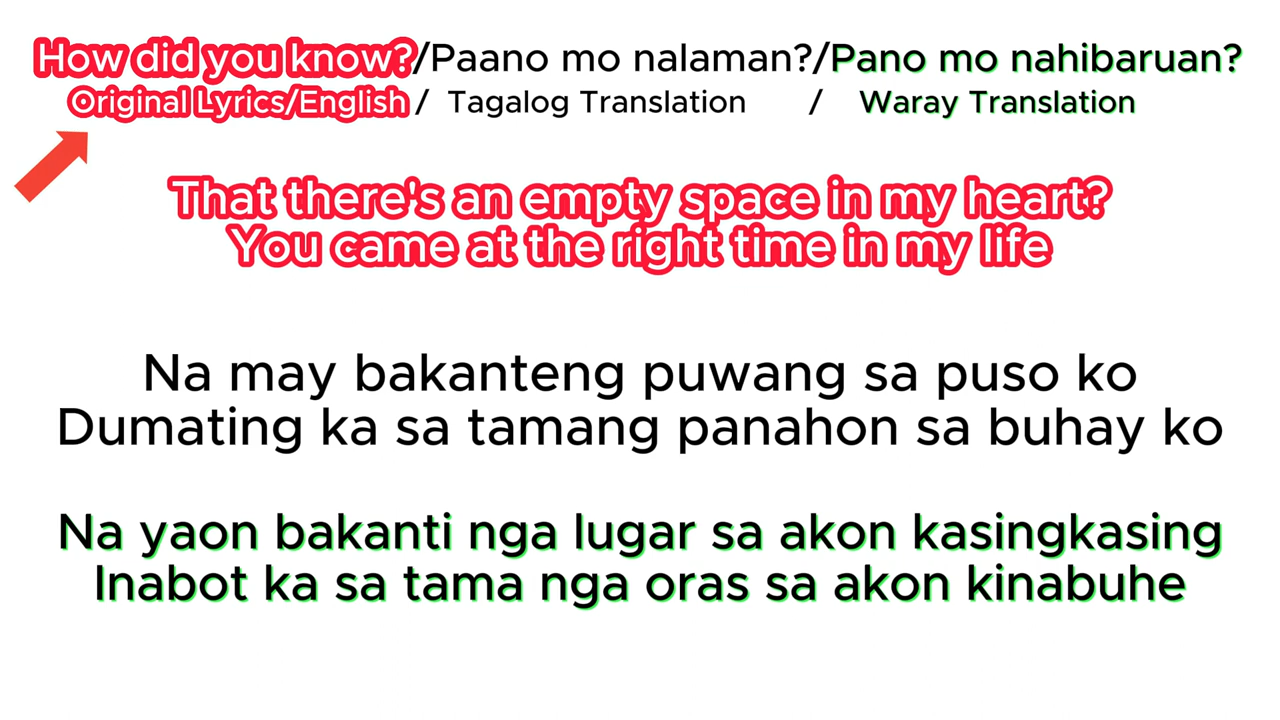 How did you know?/Paano mo nalaman?/Pano mo nahibaruan?
Original Lyrics/English / Tagalog Translation / Waray Translation
That there's an empty space in my heart?
You came at the right time in my life
Na may bakanteng puwang sa puso ko
Dumating ka sa tamang panahon sa buhay ko
Na yaon bakanti nga lugar sa akon kasingkasing
Inabot ka sa tama nga oras sa akon kinabuhe